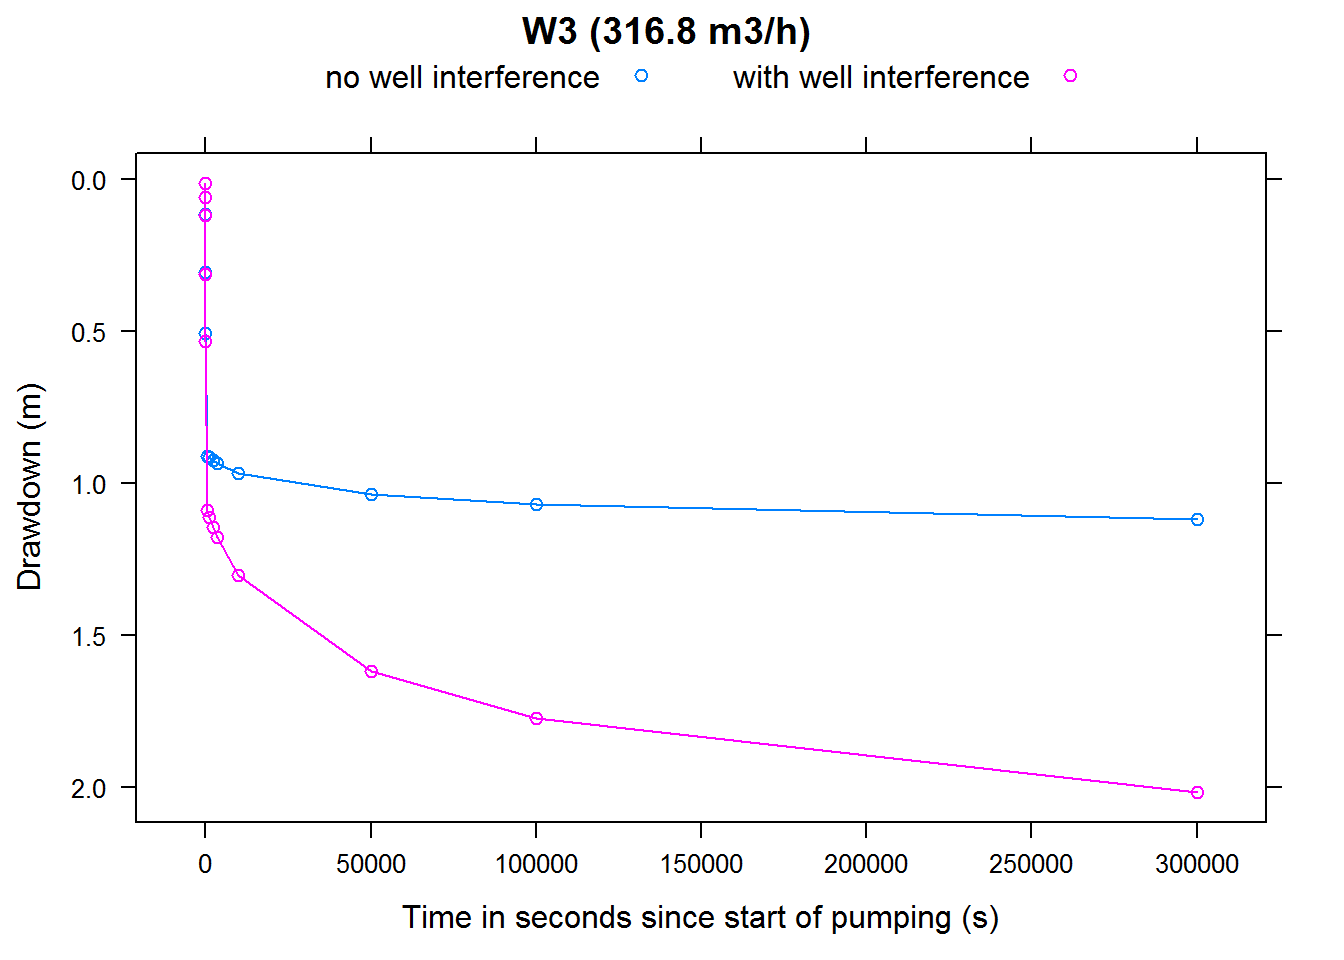 W3 (316.8 m3/h)
no well interference with well interference
0.0
0.5
1.0
1.5
2.0
Drawdown (m)
0 50000 100000 150000 200000 250000 300000
Time in seconds since start of pumping (s)